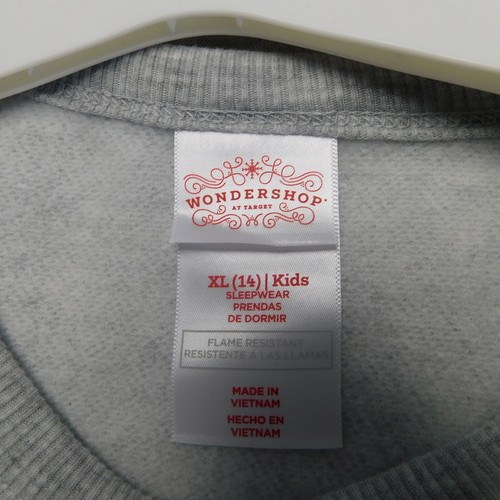 WONDERSHOP
AT TARGET
XL (14) | Kids
SLEEPWEAR
PRENDAS
DE DORMIR
FLAME RESISTANT
RESISTENTE A LAS LLAMAS
MADE IN
VIETNAM
HECHO EN
VIETNAM